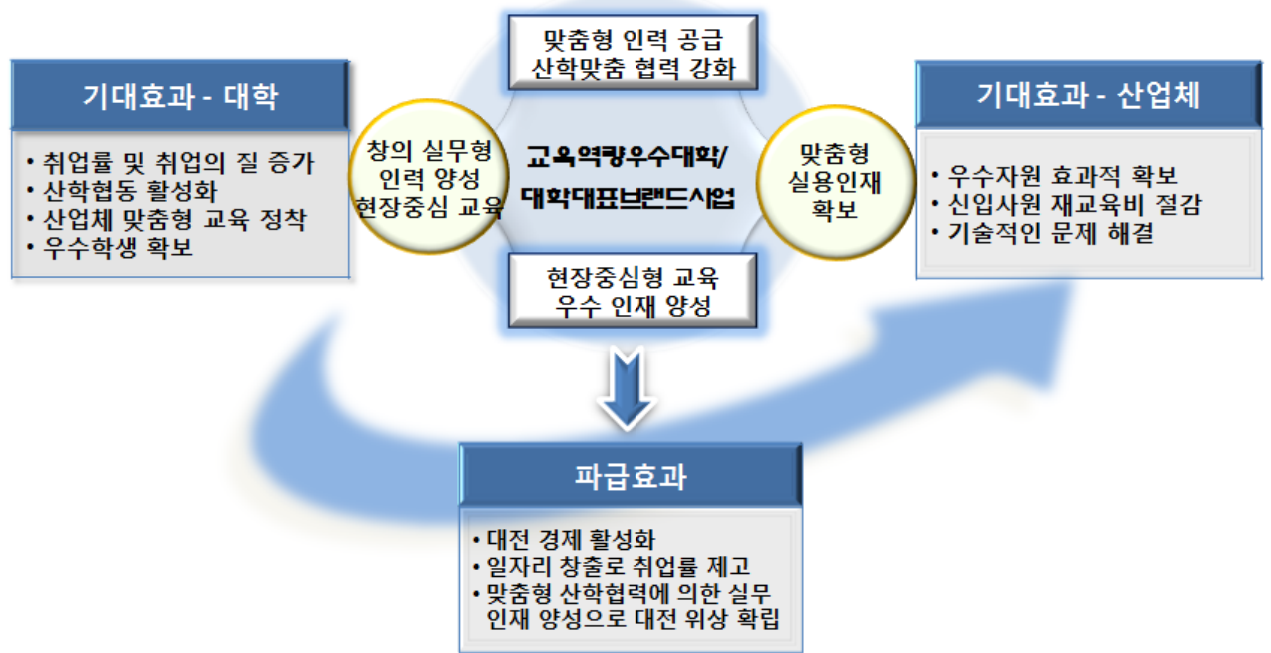 맞춤형 인력 공급
산학맞춤 협력 강화
기대효과 - 대학
• 취업률 및 취업의 질 증가
• 산학협동 활성화
• 산업체 맞춤형 교육 정착
• 우수학생 확보
창의 실무형
인력 양성
현장중심 교육
교육역량우수대학/
대학대표브랜드사업
맞춤형
실용인재
확보
기대효과 - 산업체
• 우수자원 효과적 확보
• 신입사원 재교육비 절감
• 기술적인 문제 해결
현장중심형 교육
우수 인재 양성
파급효과
• 대전 경제 활성화
• 일자리 창출로 취업률 제고
• 맞춤형 산학협력에 의한 실무
인재 양성으로 대전 위상 확립